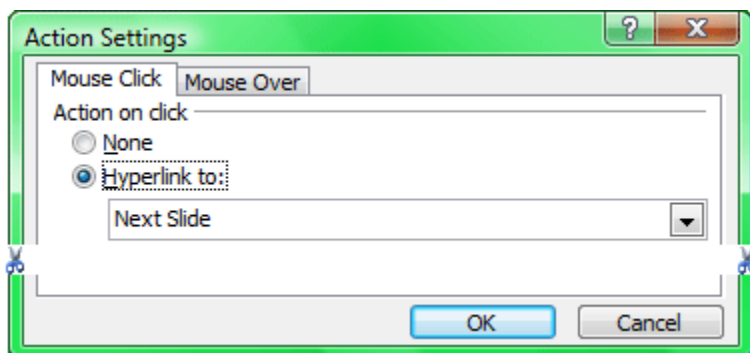 Action Settings
?
X
Mouse Click Mouse Over
Action on click
None
Hyperlink to:
Next Slide
OK Cancel